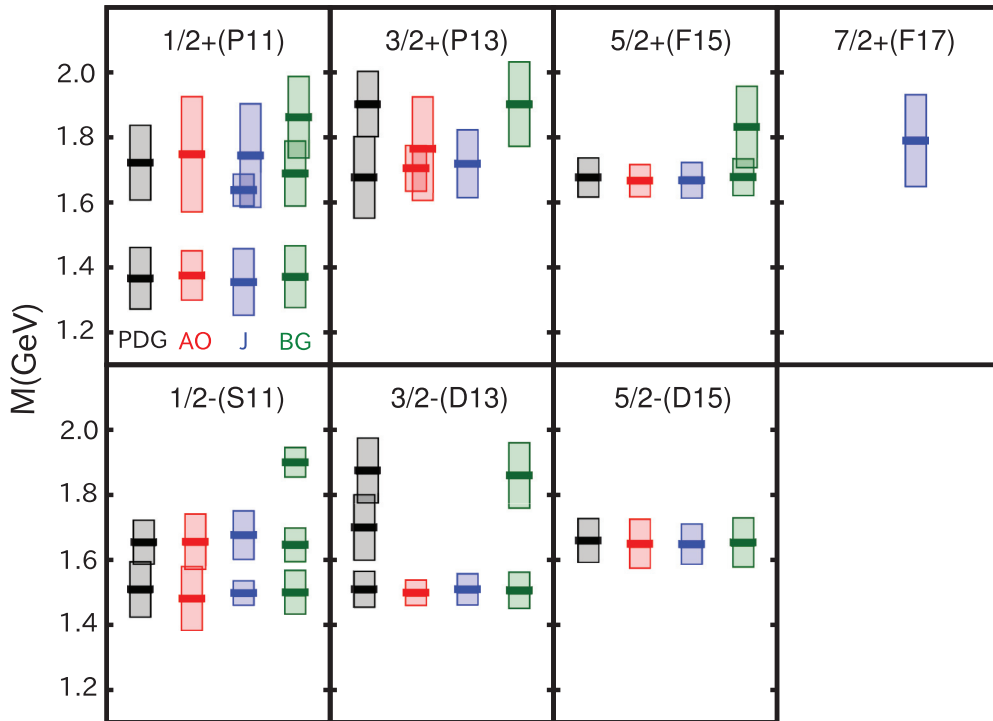 1/2+(P11) 3/2+(P13) 5/2+(F15) 7/2+(F17)
2.0
1.8
1.6
1.4
1.2
PDG AO J BG
M(GeV)
1/2-(S11) 3/2-(D13) 5/2-(D15)
2.0
1.8
1.6
1.4
1.2